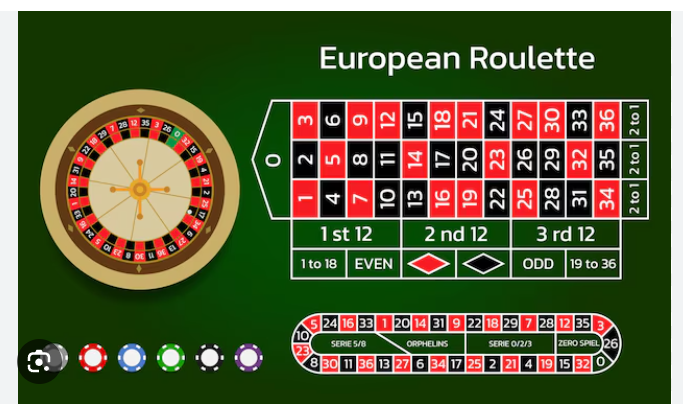 European Roulette
3 6 9 12 15 18 21 24 27 30 33 36 2 to 1
0 2 5 8 11 14 17 20 23 26 29 32 35 2 to 1
1 4 7 10 13 16 19 22 25 28 31 34 2 to 1
1 st 12 2 nd 12 3 rd 12
1 to 18 EVEN ODD 19 to 36
5 24 16 33 1 20 14 31 9 22 18 29 7 28 12 35 3
10 SERIE 5/8 ORPHELINS SERIE 0/2/3 ZERO SPIEL 26
23
8 30 11 36 13 27 6 34 17 25 2 21 4 19 15 32 0